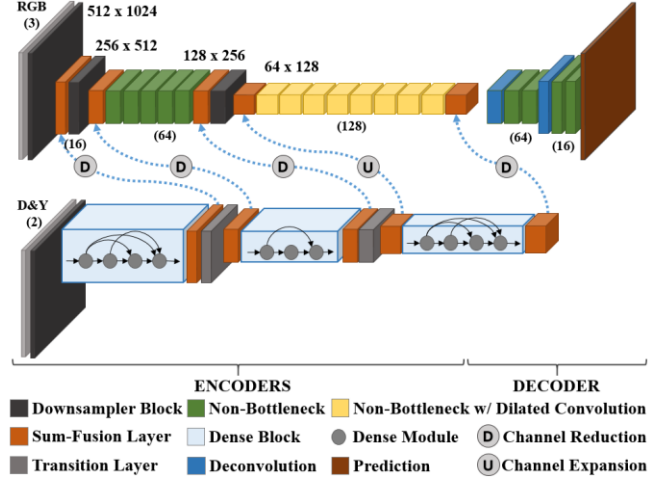 RGB
(3)
512 x 1024
256 x 512
128 x 256
64 x 128
(16)
(64)
(128)
(64)
(16)
D
D
D
U
D
D&Y
(2)
ENCODERS
DECODER
Downsampler Block
Non-Bottleneck
Non-Bottleneck w/ Dilated Convolution
Sum-Fusion Layer
Dense Block
Dense Module
D Channel Reduction
Transition Layer
Deconvolution
Prediction
U Channel Expansion